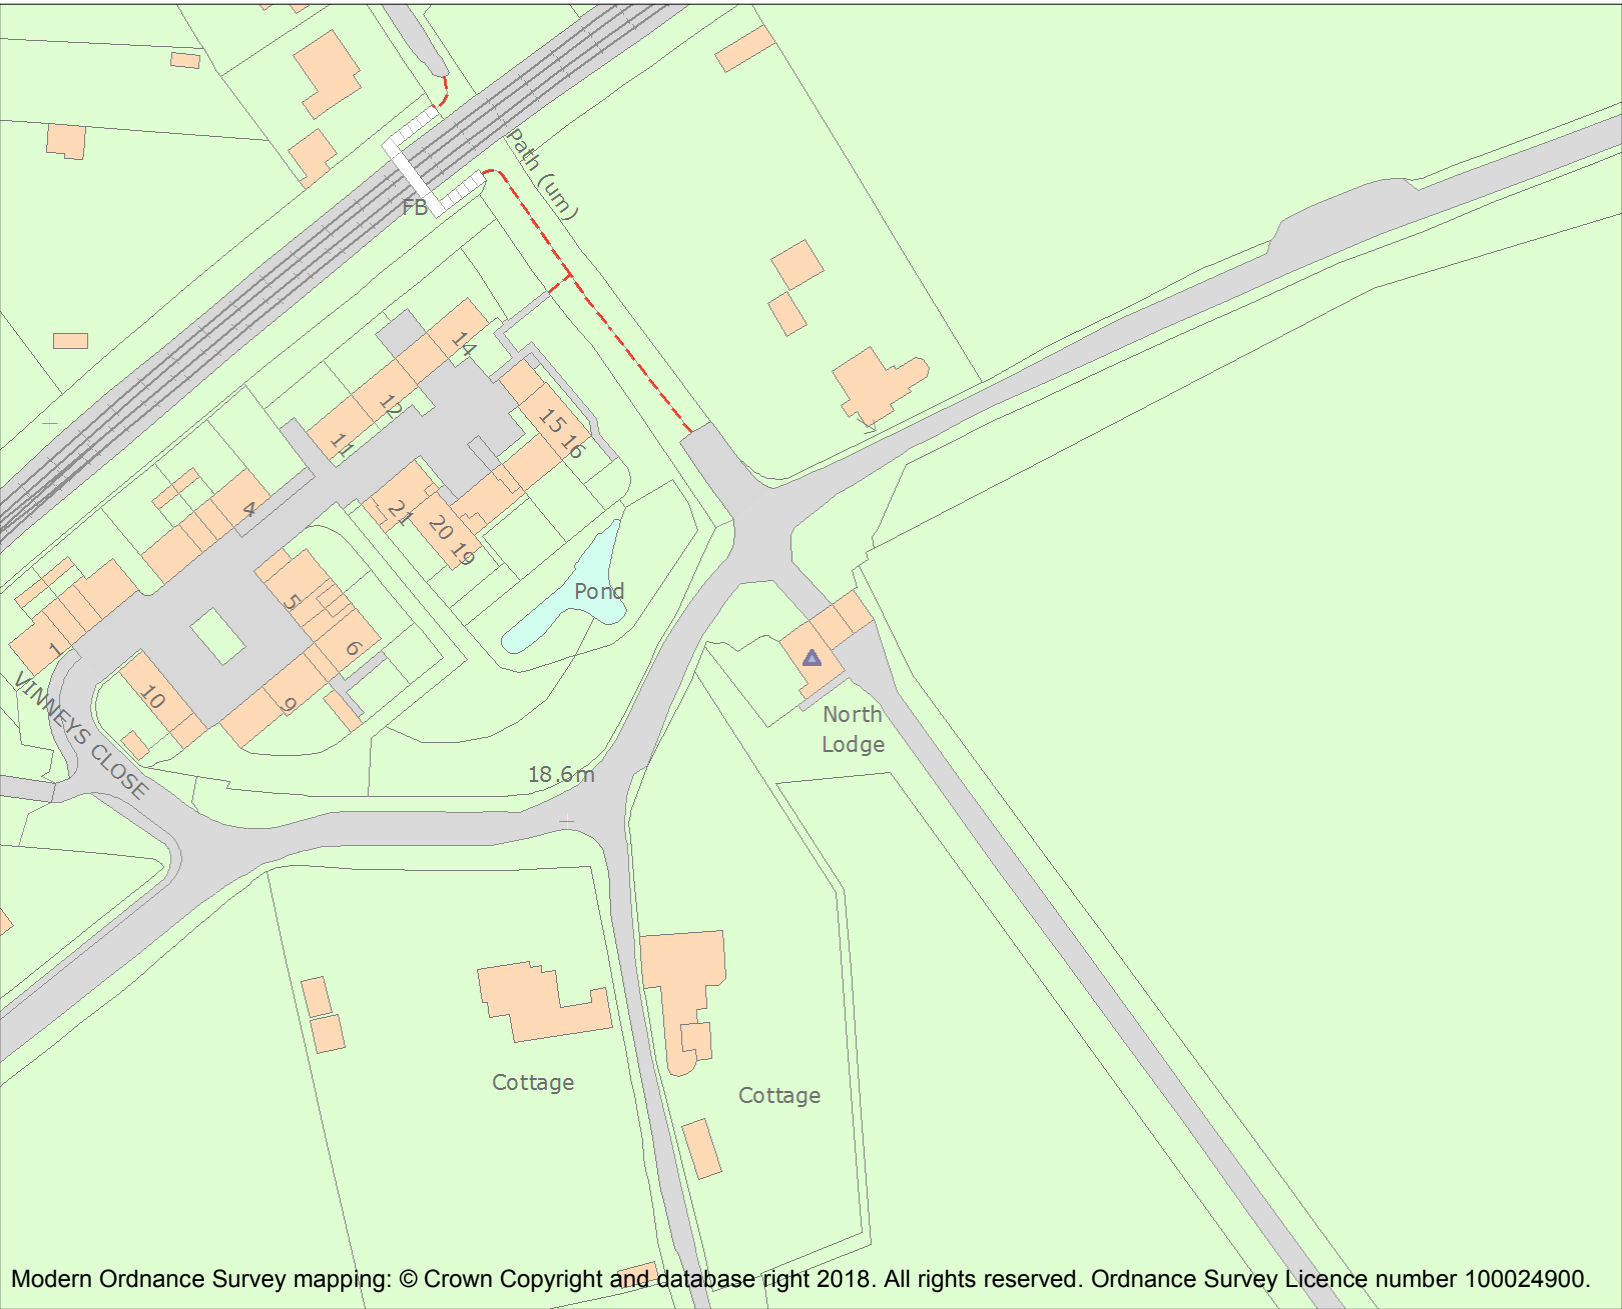 Path (um)
FB
14
12
11
15 16
4
21
20 19
Pond
5
6
1
10
9
VINNEYS CLOSE
North
Lodge
18.6m
Cottage
Cottage
Modern Ordnance Survey mapping: © Crown Copyright and database right 2018. All rights reserved. Ordnance Survey Licence number 100024900.